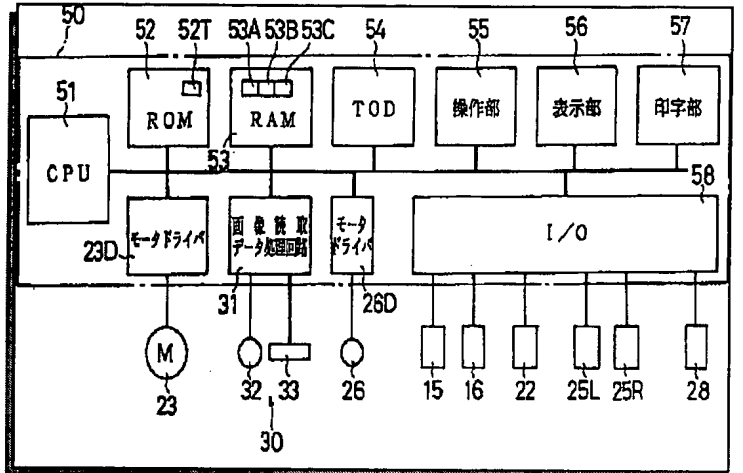 50
52 52T 53A 53B 53C 54 55 56 57
51
ROM
RAM
TOD
操作部
表示部
印字部
53
CPU
58
モータドライバ
23D
画像読取
データ処理回路
31
モータ
ドライバ
26D
I/O
M
23
32
33
26
15
16
22
25L
25R
28
30